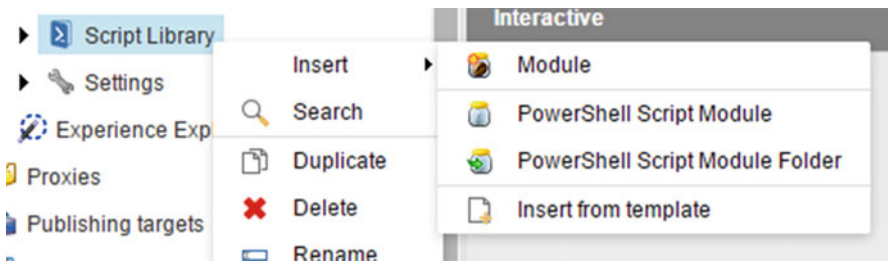 Interactive
Script Library
Settings
Experience Exp
Proxies
Publishing targets
Insert
Search
Duplicate
Delete
Rename
Module
PowerShell Script Module
PowerShell Script Module Folder
Insert from template